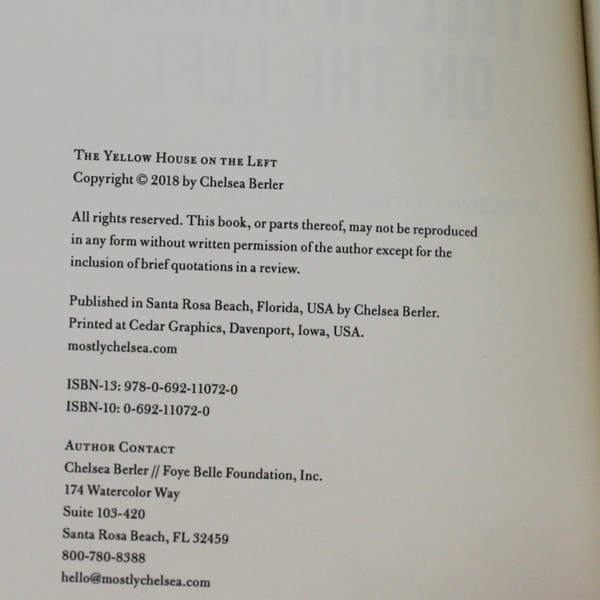 THE YELLOW HOUSE ON THE LEFT
Copyright © 2018 by Chelsea Berler
All rights reserved. This book, or parts thereof, may not be reproduced
in any form without written permission of the author except for the
inclusion of brief quotations in a review.
Published in Santa Rosa Beach, Florida, USA by Chelsea Berler.
Printed at Cedar Graphics, Davenport, Iowa, USA.
mostlychelsea.com
ISBN-13: 978-0-692-11072-0
ISBN-10: 0-692-11072-0
AUTHOR CONTACT
Chelsea Berler // Foye Belle Foundation, Inc.
174 Watercolor Way
Suite 103-420
Santa Rosa Beach, FL 32459
800-780-8388
hello@mostlychelsea.com